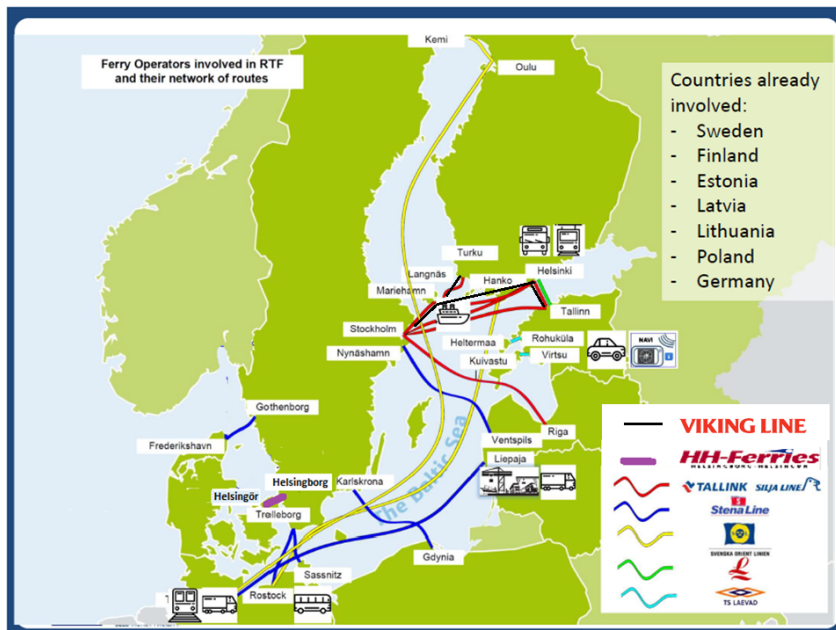 Ferry Operators involved in RTF
and their network of routes
Kemi
Oulu
Countries already
involved:
- Sweden
- Finland
- Estonia
- Latvia
- Lithuania
- Poland
- Germany
Turku
Langnäs
Hanko
Helsinki
Mariehamn
Tallinn
Stockholm
Nynäshamn
Heltermaa
Rohuküla
Kuivastu
Virtsu
NAVI
Gothenborg
Frederikshavn
Riga
Ventspils
Liepaja
The Baltic Sea
Helsingborg
Karlskrona
Helsingör
Trelleborg
Gdynia
Sassnitz
Rostock
VIKING LINE
HH-Ferries
HELSINGBORG-HELSINGÖR
TALLINK SILJA LINE
S
Stena Line
SVENSKA ORIENT LINIEN
L
TS LAEVAD